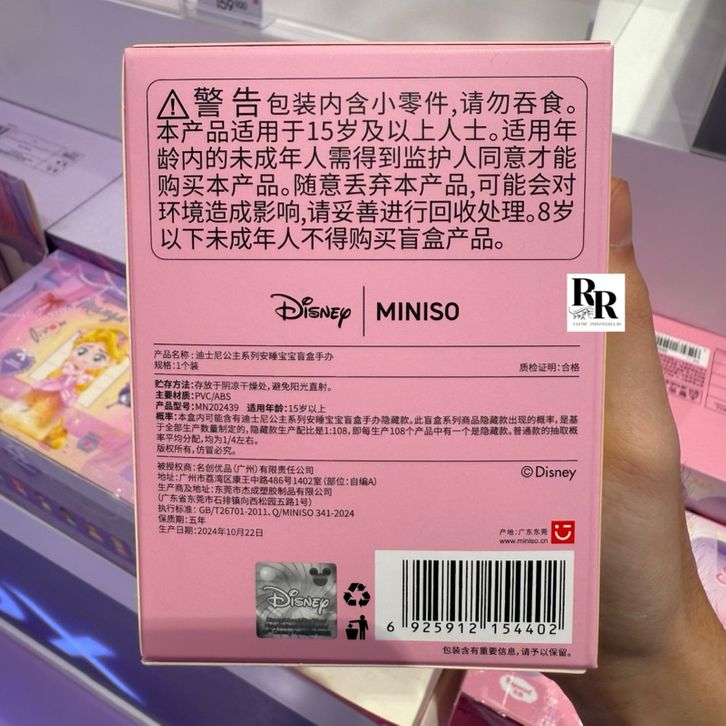 159,900
警告 包装内含小零件,请勿吞食。
本产品适用于15岁及以上人士。适用年
龄内的未成年人需得到监护人同意才能
购买本产品。随意丢弃本产品,可能会对
环境造成影响,请妥善进行回收处理。8岁
以下未成年人不得购买盲盒产品。
Disney | MINISO
RR
产品名称: 迪士尼公主系列安睡宝宝盲盒手办
规格:1个装
质检证明:合格
贮存方法:存放于阴凉干燥处,避免阳光直射。
主要材质:PVC/ABS
产品型号:MN202439 适用年龄:15岁以上
概率:本盒内可能含有迪士尼公主系列安睡宝宝盲盒手办隐藏款。此盲盒系列商品隐藏款出现的概率,是基
于全部生产数量制定的,隐藏款生产配比是1:108,即每生产108个产品中有一个是隐藏款。普通款的抽取概
率平均分配,均为1/4左右。
版权所有,仿冒必究。
被授权商:名创优品(广州)有限责任公司
地址:广州市荔湾区康王中路486号1402室(部位:自编A)
生产商及地址:东莞市杰成塑胶制品有限公司
(广东省东莞市石排镇向西松园五路1号)
执行标准: GB/T26701-2011、Q/MINISO 341-2024
保质期:五年
生产日期:2024年10月22日
©Disney
产地:广东东莞
www.miniso.cn
Disney
6 925912 154402
包装含有重要信息,请予以保留。